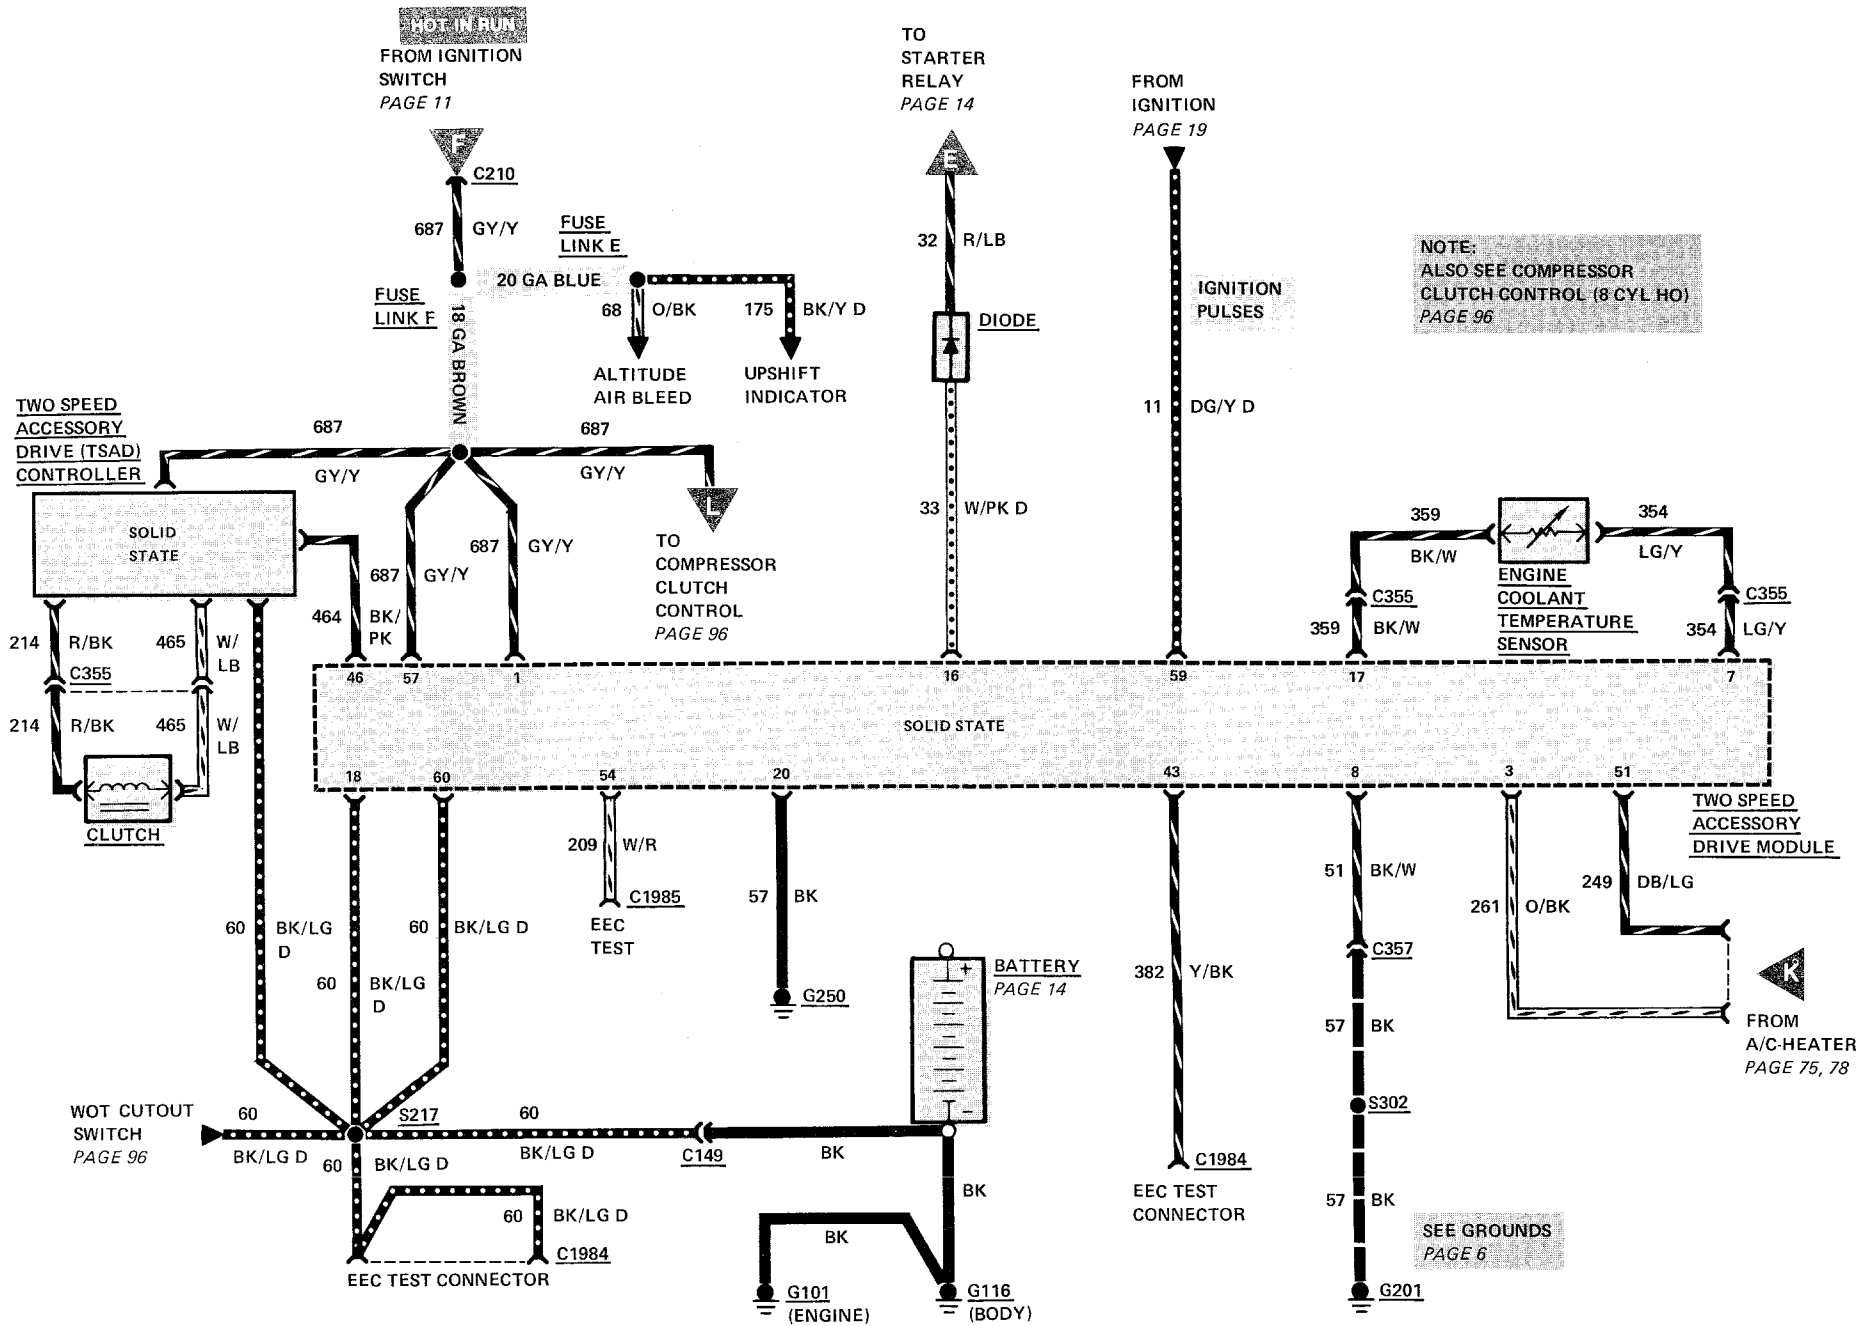 HOT IN RUN
FROM IGNITION
SWITCH
PAGE 11
F
C210
687
GY/Y
FUSE
LINK E
20 GA BLUE
FUSE
LINK F
18 GA BROWN
68
O/BK
175
BK/Y D
ALTITUDE
AIR BLEED
UPSHIFT
INDICATOR
TO
STARTER
RELAY
PAGE 14
E
32
R/LB
DIODE
33
W/PK D
FROM
IGNITION
PAGE 19
IGNITION
PULSES
11
DG/Y D
NOTE:
ALSO SEE COMPRESSOR
CLUTCH CONTROL (8 CYL HO)
PAGE 96
TWO SPEED
ACCESSORY
DRIVE (TSAD)
CONTROLLER
687
GY/Y
687
GY/Y
L
TO
COMPRESSOR
CLUTCH
CONTROL
PAGE 96
SOLID
STATE
687
GY/Y
687
GY/Y
464
BK/
PK
359
BK/W
354
LG/Y
ENGINE
COOLANT
TEMPERATURE
SENSOR
C355
C355
359
BK/W
354
LG/Y
214
R/BK
465
W/
LB
C355
214
R/BK
465
W/
LB
CLUTCH
46
57
1
16
59
17
7
SOLID STATE
18
60
54
20
43
8
3
51
TWO SPEED
ACCESSORY
DRIVE MODULE
209
W/R
C1985
EEC
TEST
57
BK
G250
60
BK/LG
D
60
BK/LG
D
60
BK/LG D
BATTERY
PAGE 14
+
−
382
Y/BK
C1984
EEC TEST
CONNECTOR
51
BK/W
C357
57
BK
S302
57
BK
G201
SEE GROUNDS
PAGE 6
261
O/BK
249
DB/LG
K
FROM
A/C-HEATER
PAGE 75, 78
WOT CUTOUT
SWITCH
PAGE 96
60
BK/LG D
S217
60
BK/LG D
C149
BK
60
BK/LG D
60
BK/LG D
C1984
EEC TEST CONNECTOR
BK
BK
G101
(ENGINE)
G116
(BODY)